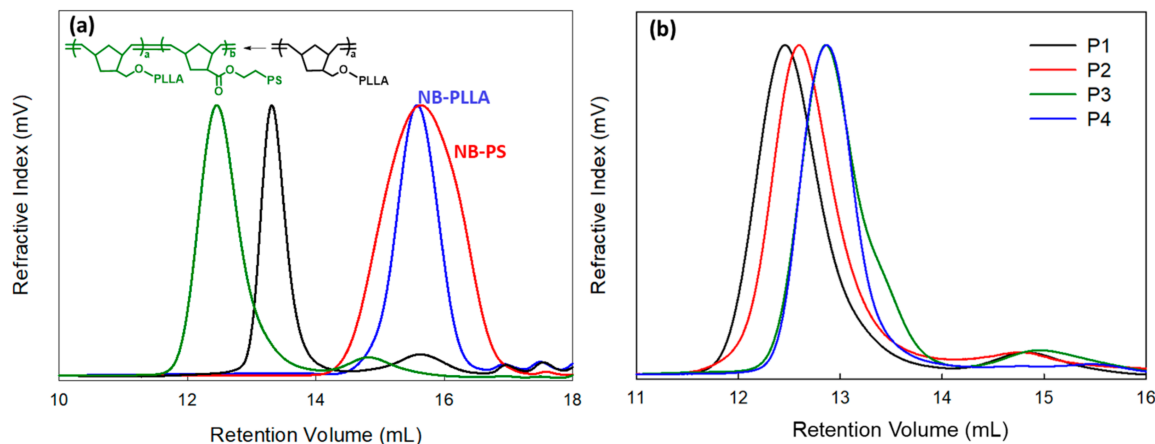 (a)
a
b
a
O
PLLA
O
O
PS
O
PLLA
NB-PLLA
NB-PS
Refractive Index (mV)
10 12 14 16 18
Retention Volume (mL)
(b)
P1
P2
P3
P4
Refractive Index (mV)
11 12 13 14 15 16
Retention Volume (mL)